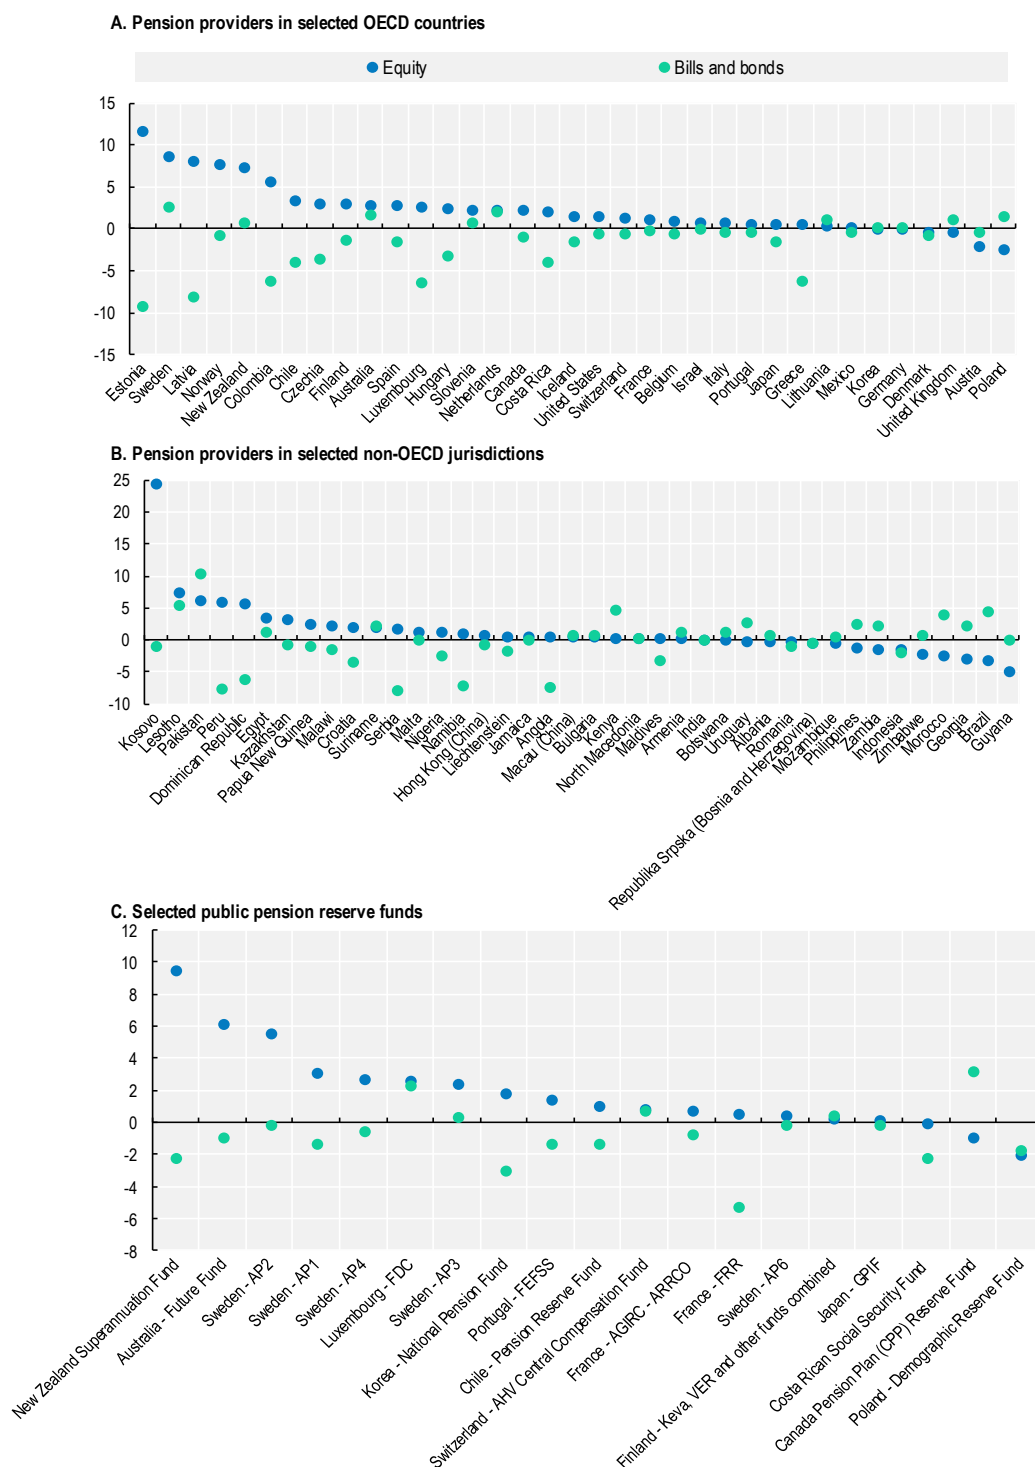 A. Pension providers in selected OECD countries
Equity
Bills and bonds
15
10
5
0
-5
-10
-15
Estonia
Sweden
Latvia
Norway
New Zealand
Colombia
Chile
Czechia
Finland
Australia
Spain
Luxembourg
Hungary
Slovenia
Netherlands
Canada
Costa Rica
Iceland
United States
Switzerland
France
Belgium
Israel
Italy
Portugal
Japan
Greece
Lithuania
Mexico
Korea
Germany
Denmark
United Kingdom
Austria
Poland
B. Pension providers in selected non-OECD jurisdictions
25
20
15
10
5
0
-5
-10
Kosovo
Lesotho
Pakistan
Peru
Dominican Republic
Egypt
Kazakhstan
Papua New Guinea
Malawi
Croatia
Suriname
Serbia
Malta
Nigeria
Namibia
Hong Kong (China)
Liechtenstein
Jamaica
Angola
Macau (China)
Bulgaria
Kenya
North Macedonia
Maldives
Armenia
India
Botswana
Uruguay
Albania
Romania
Republika Srpska (Bosnia and Herzegovina)
Mozambique
Philippines
Zambia
Indonesia
Zimbabwe
Morocco
Georgia
Brazil
Guyana
C. Selected public pension reserve funds
12
10
8
6
4
2
0
-2
-4
-6
-8
New Zealand Superannuation Fund
Australia - Future Fund
Sweden - AP2
Sweden - AP1
Sweden - AP4
Luxembourg - FDC
Sweden - AP3
Korea - National Pension Fund
Portugal - FEFSS
Chile - Pension Reserve Fund
Switzerland - AHV Central Compensation Fund
France - AGIRC - ARRCO
France - FRR
Sweden - AP6
Finland - Keva, VER and other funds combined
Japan - GPIF
Costa Rican Social Security Fund
Canada Pension Plan (CPP) Reserve Fund
Poland - Demographic Reserve Fund